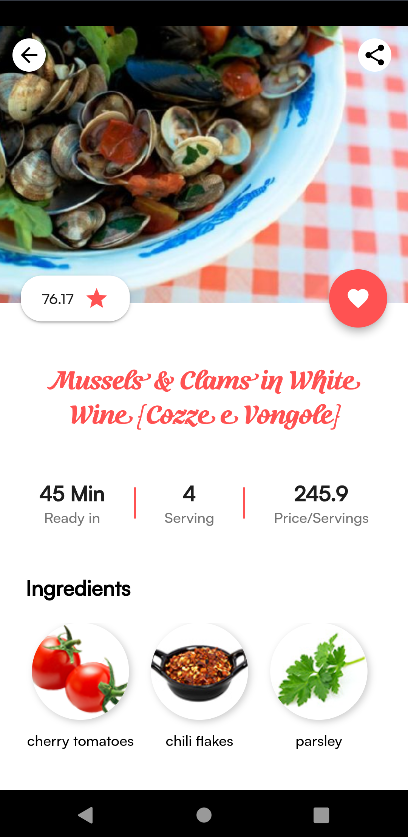 76.17
Mussels & Clams in White
Wine {Cozze e Vongole}
45 Min
4
245.9
Ready in
Serving
Price/Servings
Ingredients
cherry tomatoes
chili flakes
parsley